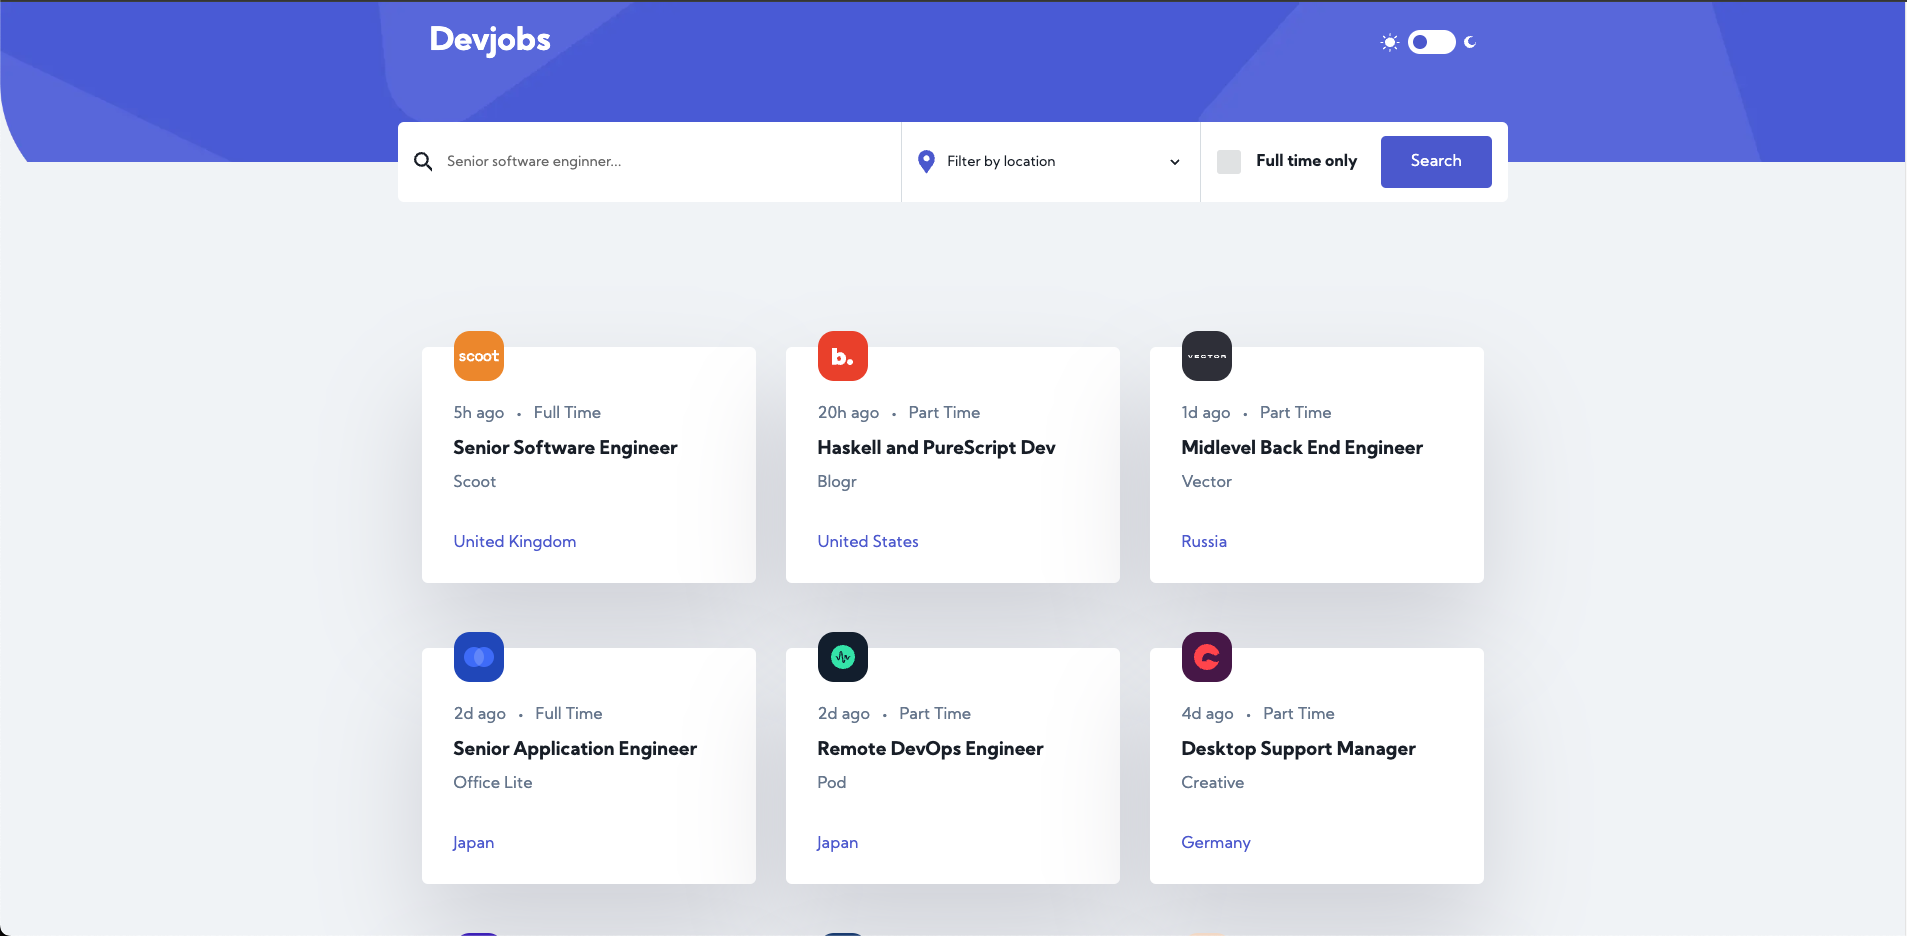 Devjobs
Senior software enginner...
Filter by location
Full time only
Search
scoot
5h ago • Full Time
Senior Software Engineer
Scoot
United Kingdom
b.
20h ago • Part Time
Haskell and PureScript Dev
Blogr
United States
VECTOR
1d ago • Part Time
Midlevel Back End Engineer
Vector
Russia
2d ago • Full Time
Senior Application Engineer
Office Lite
Japan
2d ago • Part Time
Remote DevOps Engineer
Pod
Japan
4d ago • Part Time
Desktop Support Manager
Creative
Germany